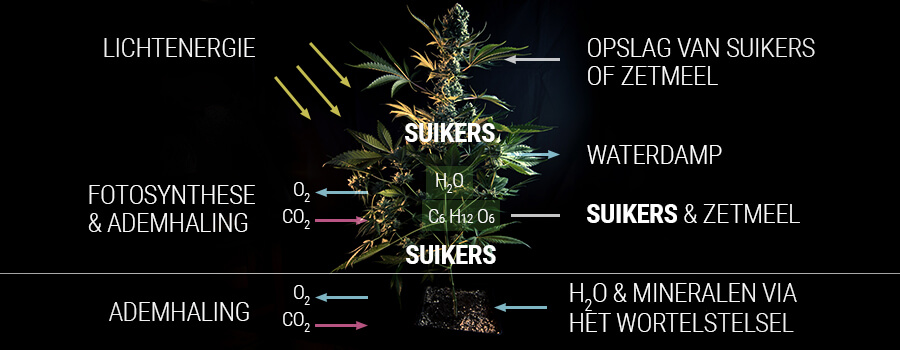 LICHTENERGIE
OPSLAG VAN SUIKERS
OF ZETMEEL
SUIKERS
WATERDAMP
H₂O
FOTOSYNTHESE
& ADEMHALING
O₂
CO₂
C₆ H₁₂ O₆
SUIKERS & ZETMEEL
SUIKERS
ADEMHALING
O₂
CO₂
H₂O & MINERALEN VIA
HET WORTELSTELSEL